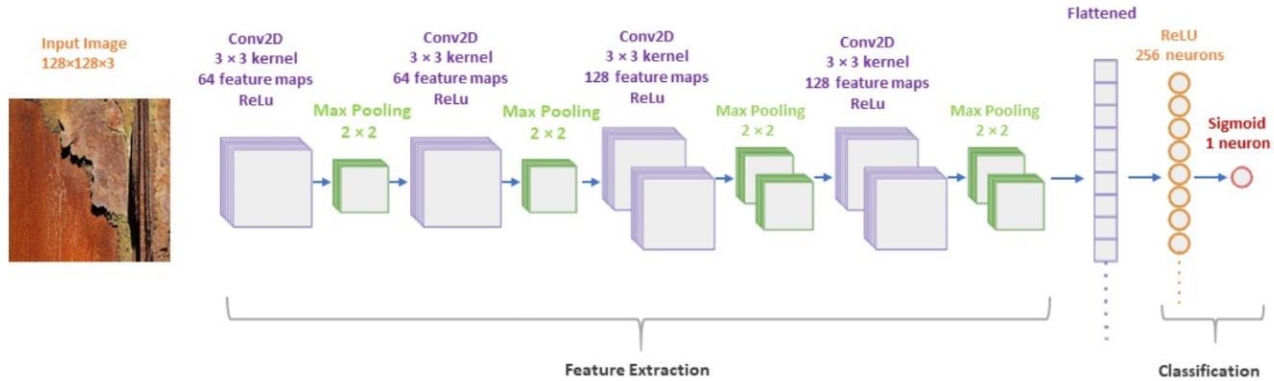 Input Image
128×128×3
Conv2D
3 × 3 kernel
64 feature maps
ReLu
Max Pooling
2 × 2
Conv2D
3 × 3 kernel
64 feature maps
ReLu
Max Pooling
2 × 2
Conv2D
3 × 3 kernel
128 feature maps
ReLu
Max Pooling
2 × 2
Conv2D
3 × 3 kernel
128 feature maps
ReLu
Max Pooling
2 × 2
Flattened
ReLU
256 neurons
Sigmoid
1 neuron
Feature Extraction
Classification